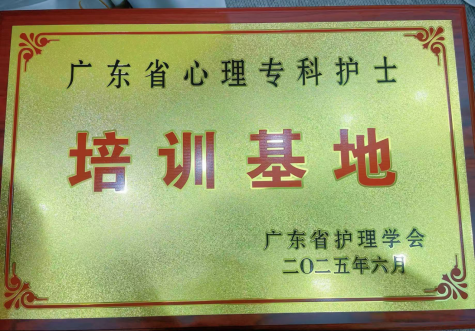 广东省心理专科护士
培训基地
广东省护理学会
二〇二五年六月